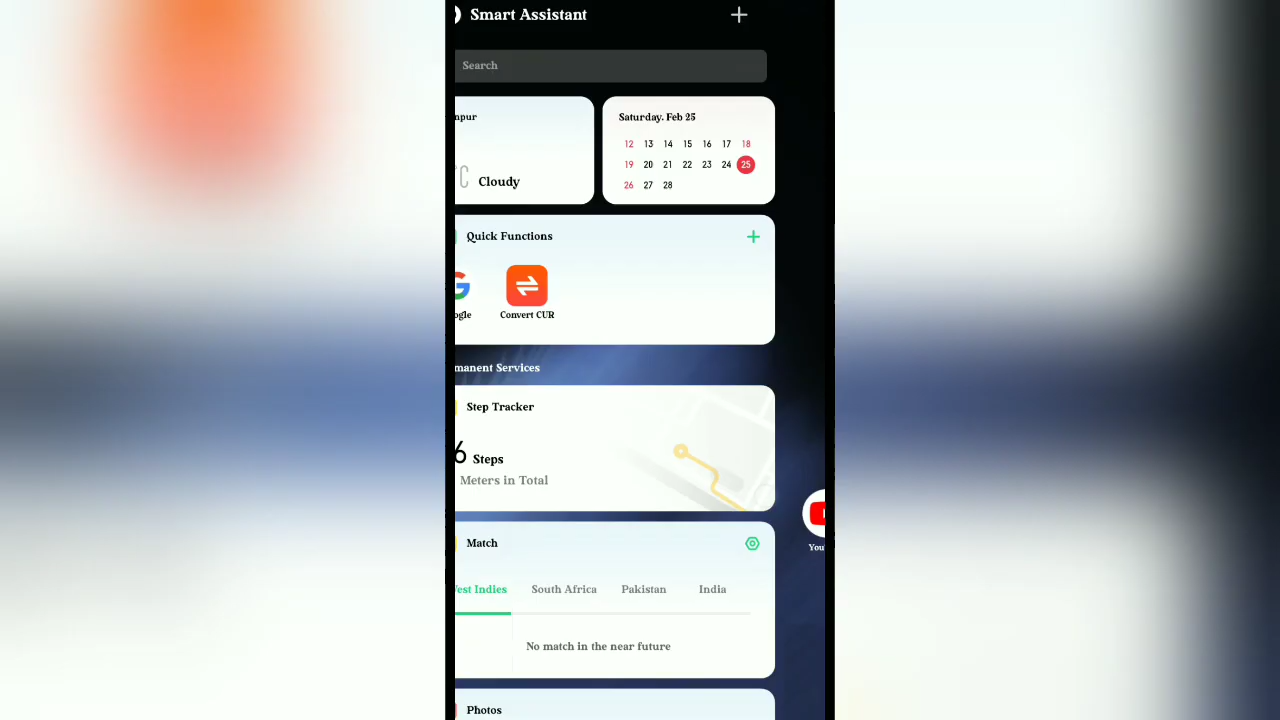 Smart Assistant
Search
npur
°C Cloudy
Saturday. Feb 25
12 13 14 15 16 17 18
19 20 21 22 23 24 25
26 27 28
Quick Functions
ogle
Convert CUR
manent Services
Step Tracker
6 Steps
Meters in Total
Match
West Indies South Africa Pakistan India
No match in the near future
You
Photos